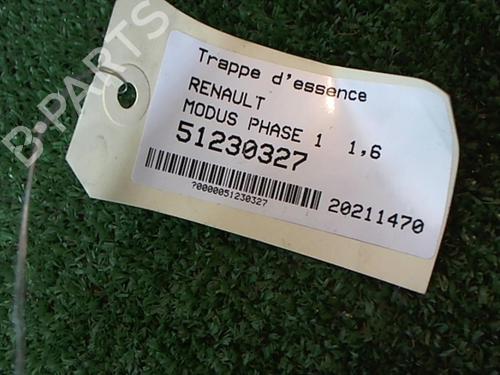 B-PARTS
Trappe d'essence
RENAULT
MODUS PHASE 1 1,6
51230327
?0000051230327
20211470